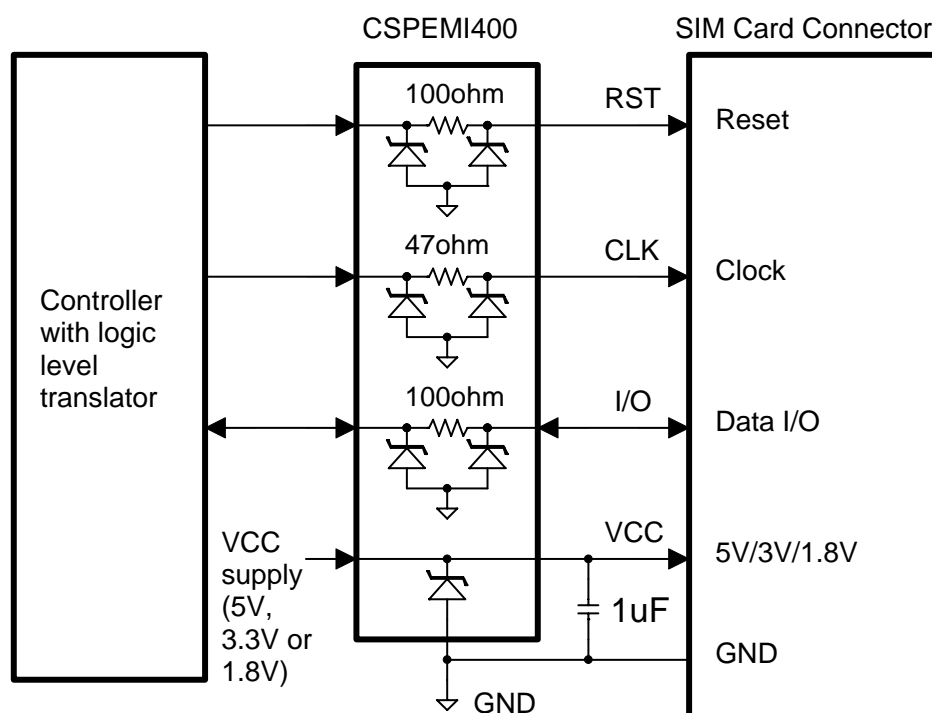 CSPEMI400
SIM Card Connector
100ohm
RST
Reset
47ohm
CLK
Clock
Controller
with logic
level
translator
100ohm
I/O
Data I/O
VCC
supply
(5V,
3.3V or
1.8V)
VCC
5V/3V/1.8V
1uF
GND
GND